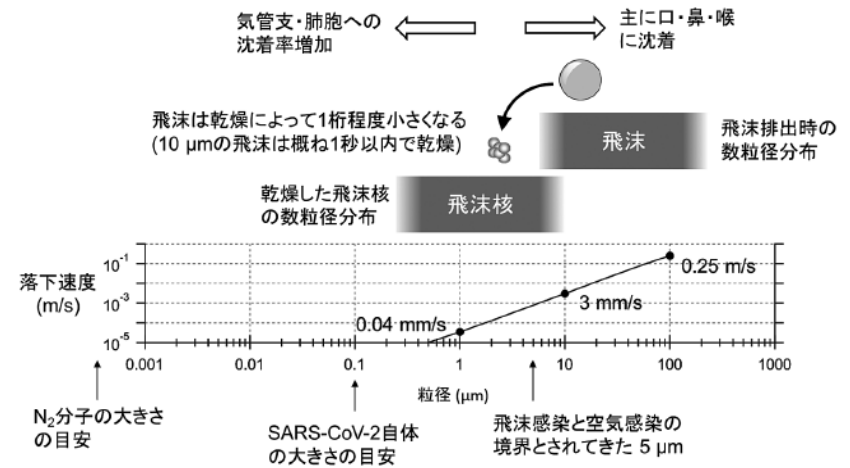 気管支・肺胞への
沈着率増加
主に口・鼻・喉
に沈着
飛沫は乾燥によって1桁程度小さくなる
(10 μmの飛沫は概ね1秒以内で乾燥)
飛沫
飛沫排出時の
数粒径分布
乾燥した飛沫核
の数粒径分布
飛沫核
落下速度
(m/s)
10⁻¹
10⁻³
10⁻⁵
0.04 mm/s
3 mm/s
0.25 m/s
0.001 0.01 0.1 1 10 100 1000
粒径 (μm)
N₂分子の大きさ
の目安
SARS-CoV-2自体
の大きさの目安
飛沫感染と空気感染の
境界とされてきた 5 μm